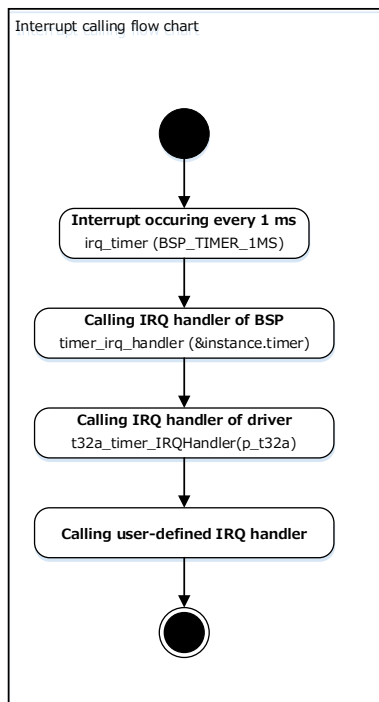 Interrupt calling flow chart
Interrupt occuring every 1 ms
irq_timer (BSP_TIMER_1MS)
Calling IRQ handler of BSP
timer_irq_handler (&instance.timer)
Calling IRQ handler of driver
t32a_timer_IRQHandler(p_t32a)
Calling user-defined IRQ handler